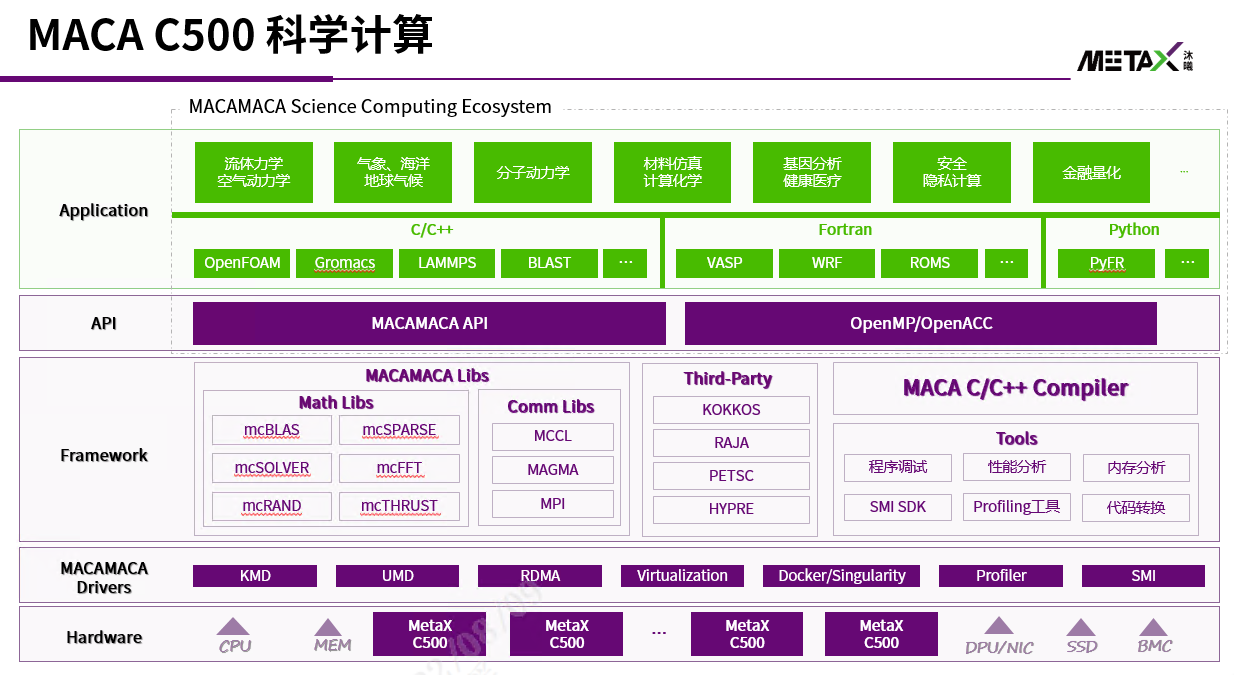 MACA C500 科学计算
METAX 沐曦
MACAMACA Science Computing Ecosystem
Application
流体力学
空气动力学
气象、海洋
地球气候
分子动力学
材料仿真
计算化学
基因分析
健康医疗
安全
隐私计算
金融量化
...
C/C++
OpenFOAM
Gromacs
LAMMPS
BLAST
...
Fortran
VASP
WRF
ROMS
...
Python
PyFR
...
API
MACAMACA API
OpenMP/OpenACC
Framework
MACAMACA Libs
Math Libs
mcBLAS
mcSPARSE
mcSOLVER
mcFFT
mcRAND
mcTHRUST
Comm Libs
MCCL
MAGMA
MPI
Third-Party
KOKKOS
RAJA
PETSC
HYPRE
MACA C/C++ Compiler
Tools
程序调试
性能分析
内存分析
SMI SDK
Profiling工具
代码转换
MACAMACA
Drivers
KMD
UMD
RDMA
Virtualization
Docker/Singularity
Profiler
SMI
Hardware
CPU
MEM
MetaX
C500
MetaX
C500
...
MetaX
C500
MetaX
C500
DPU/NIC
SSD
BMC